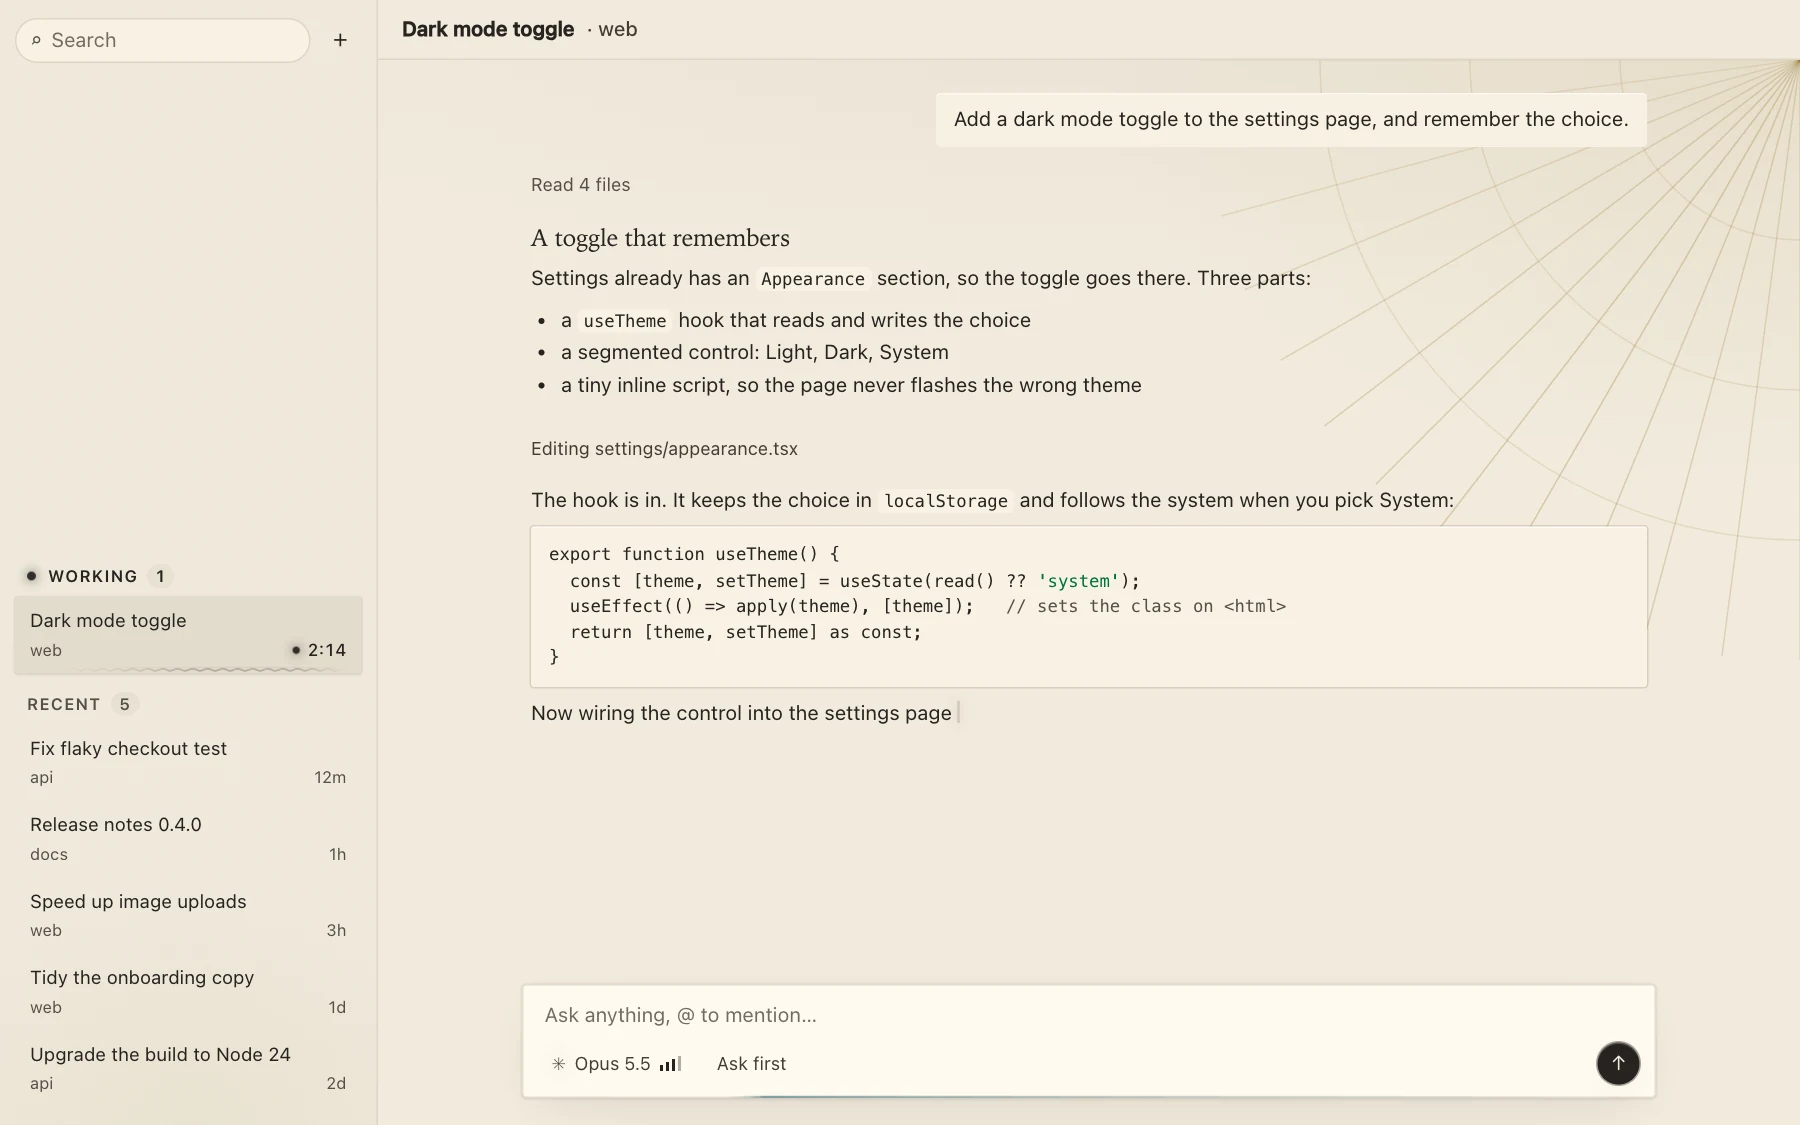 Search
+
WORKING 1
Dark mode toggle
web
2:14
RECENT 5
Fix flaky checkout test
api
12m
Release notes 0.4.0
docs
1h
Speed up image uploads
web
3h
Tidy the onboarding copy
web
1d
Upgrade the build to Node 24
api
2d
Dark mode toggle · web
Add a dark mode toggle to the settings page, and remember the choice.
Read 4 files
A toggle that remembers
Settings already has an Appearance section, so the toggle goes there. Three parts:
• a useTheme hook that reads and writes the choice
• a segmented control: Light, Dark, System
• a tiny inline script, so the page never flashes the wrong theme
Editing settings/appearance.tsx
The hook is in. It keeps the choice in localStorage and follows the system when you pick System:
export function useTheme() {
  const [theme, setTheme] = useState(read() ?? 'system');
  useEffect(() => apply(theme), [theme]);   // sets the class on <html>
  return [theme, setTheme] as const;
}
Now wiring the control into the settings page
Ask anything, @ to mention...
Opus 5.5
Ask first